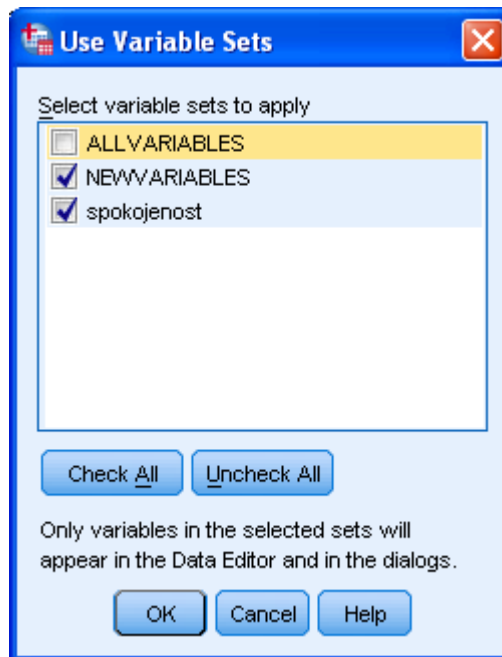 Use Variable Sets
Select variable sets to apply
ALLVARIABLES
NEWVARIABLES
spokojenost
Check All Uncheck All
Only variables in the selected sets will
appear in the Data Editor and in the dialogs.
OK Cancel Help